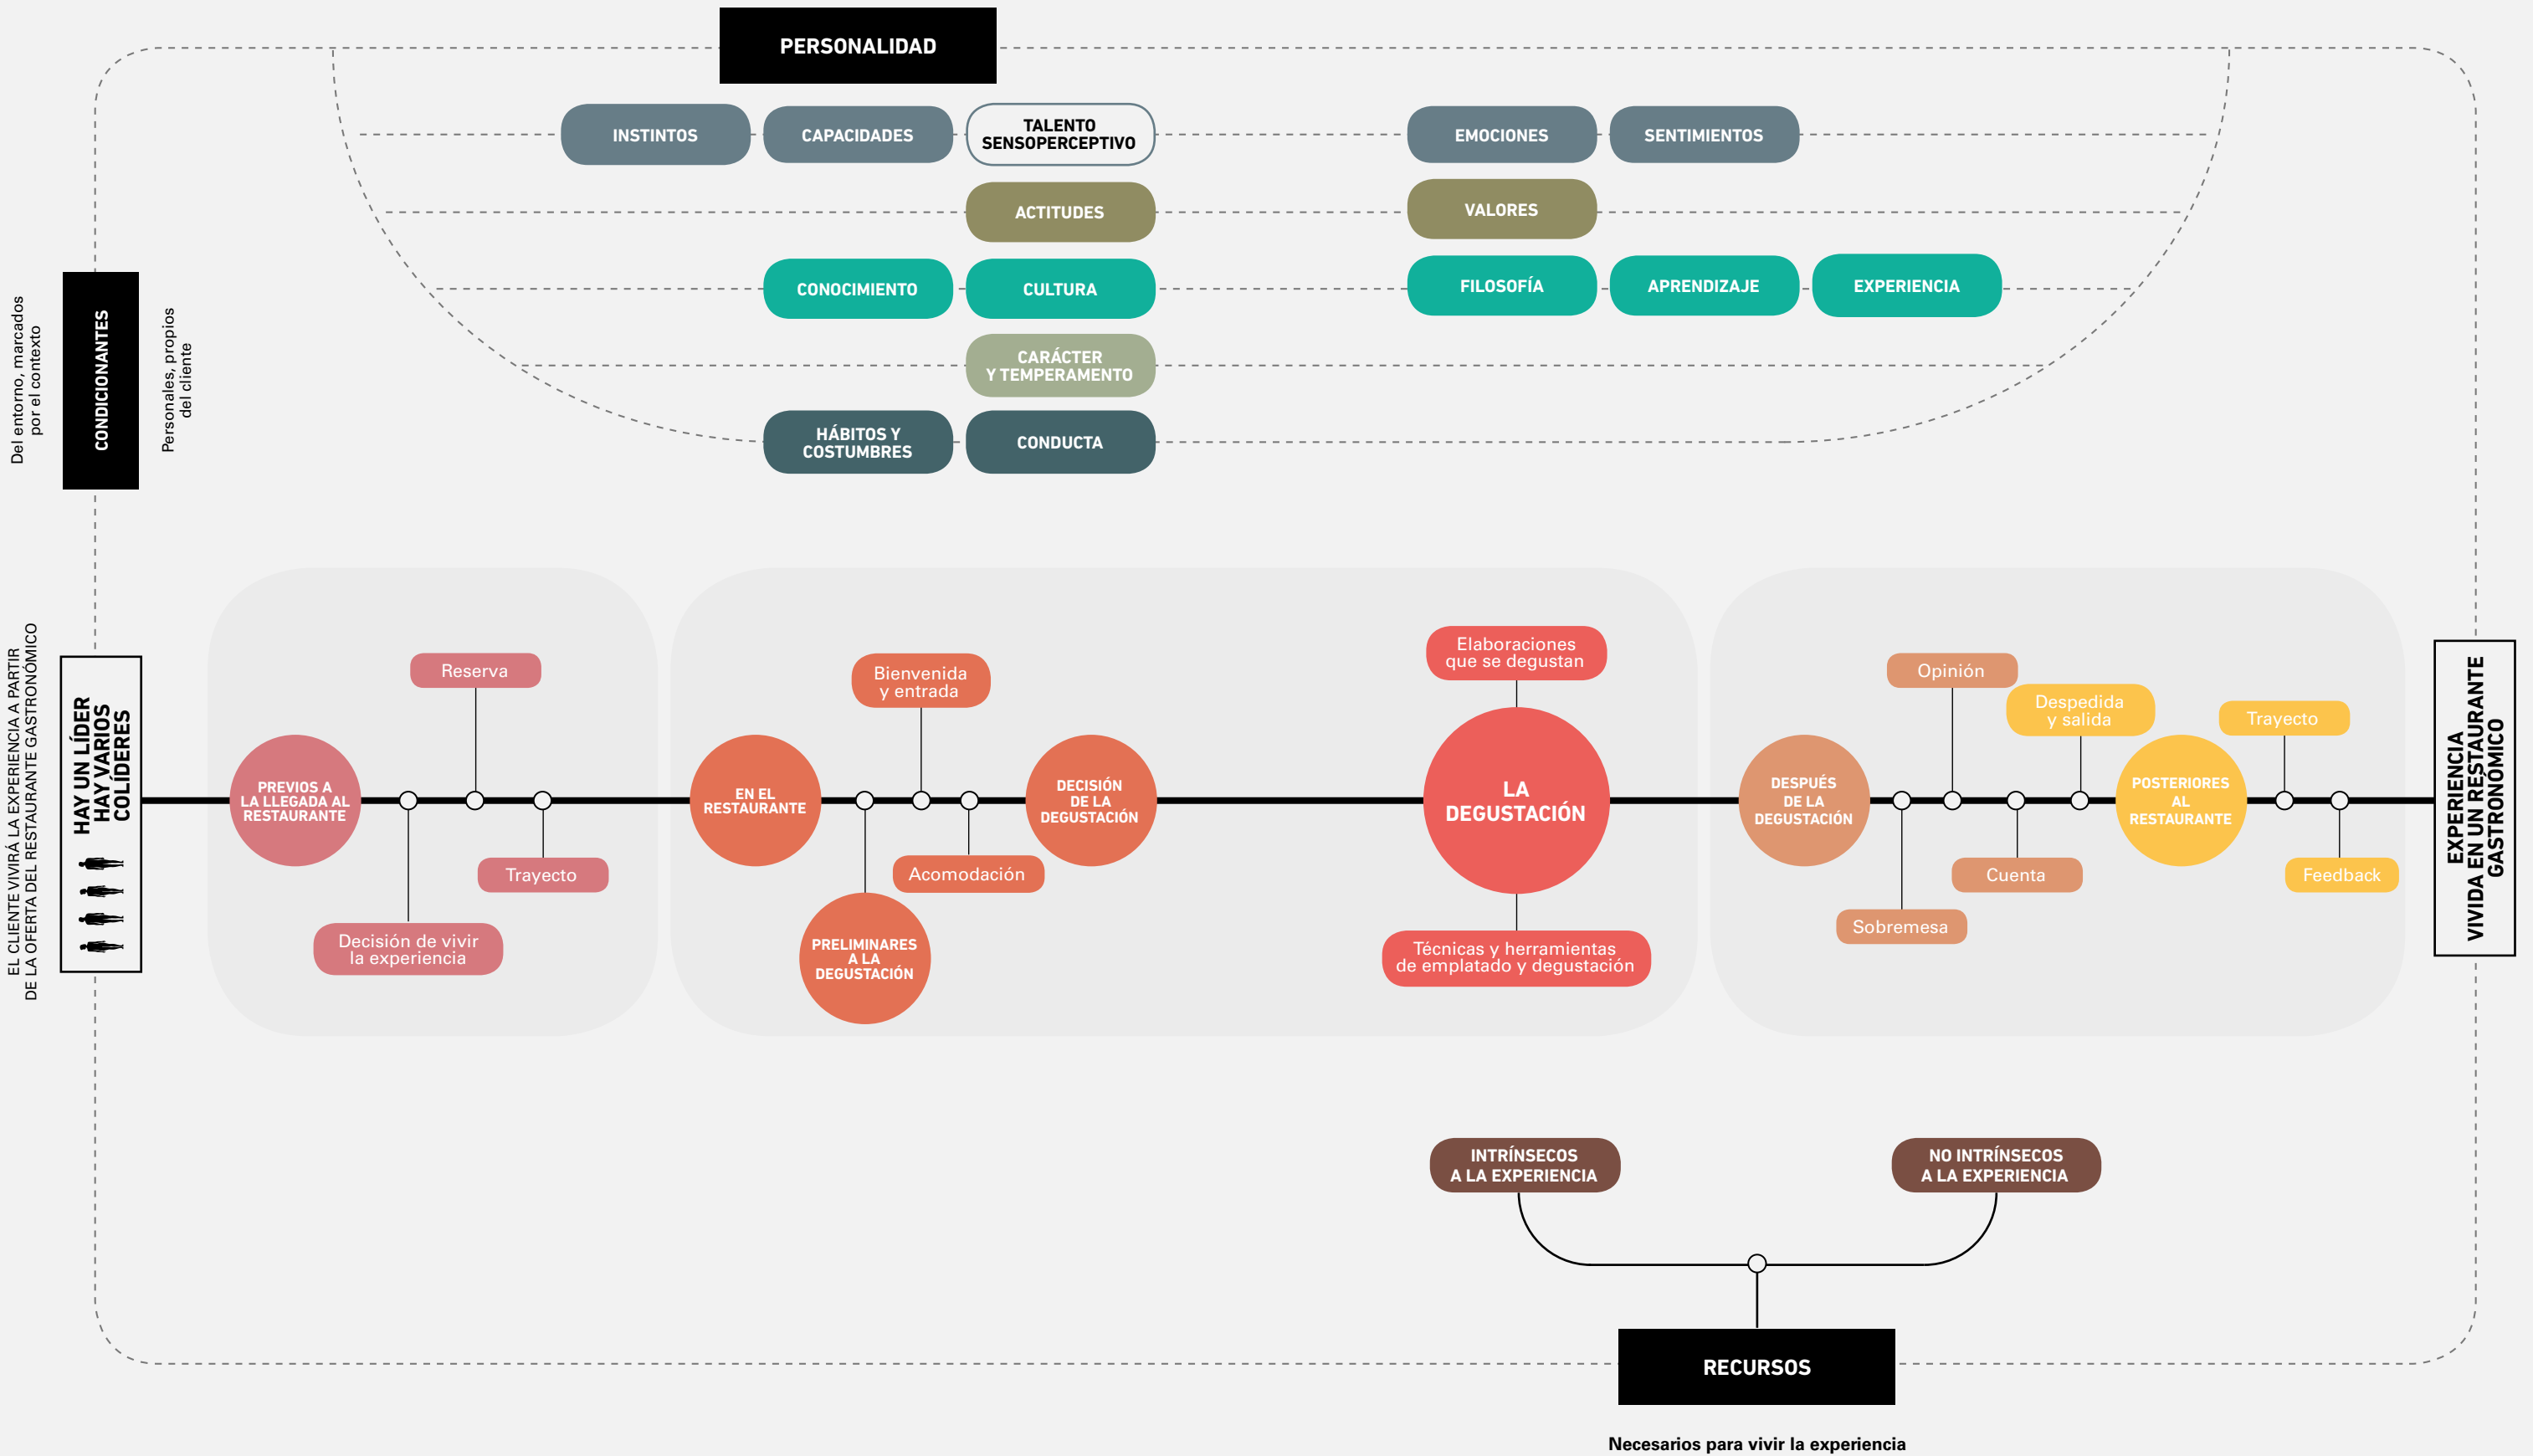 PERSONALIDAD
INSTINTOS
CAPACIDADES
TALENTO
SENSOPERCEPTIVO
EMOCIONES
SENTIMIENTOS
ACTITUDES
VALORES
CONOCIMIENTO
CULTURA
FILOSOFÍA
APRENDIZAJE
EXPERIENCIA
CARÁCTER
Y TEMPERAMENTO
HÁBITOS Y
COSTUMBRES
CONDUCTA
Del entorno, marcados
por el contexto
CONDICIONANTES
Personales, propios
del cliente
EL CLIENTE VIVIRÁ LA EXPERIENCIA A PARTIR
DE LA OFERTA DEL RESTAURANTE GASTRONÓMICO
HAY UN LÍDER
HAY VARIOS
COLÍDERES
PREVIOS A
LA LLEGADA AL
RESTAURANTE
Reserva
Trayecto
Decisión de vivir
la experiencia
EN EL
RESTAURANTE
Bienvenida
y entrada
Acomodación
PRELIMINARES
A LA
DEGUSTACIÓN
DECISIÓN
DE LA
DEGUSTACIÓN
Elaboraciones
que se degustan
LA
DEGUSTACIÓN
Técnicas y herramientas
de emplatado y degustación
DESPUÉS
DE LA
DEGUSTACIÓN
Opinión
Despedida
y salida
Sobremesa
Cuenta
POSTERIORES
AL
RESTAURANTE
Trayecto
Feedback
EXPERIENCIA
VIVIDA EN UN RESTAURANTE
GASTRONÓMICO
INTRÍNSECOS
A LA EXPERIENCIA
NO INTRÍNSECOS
A LA EXPERIENCIA
RECURSOS
Necesarios para vivir la experiencia